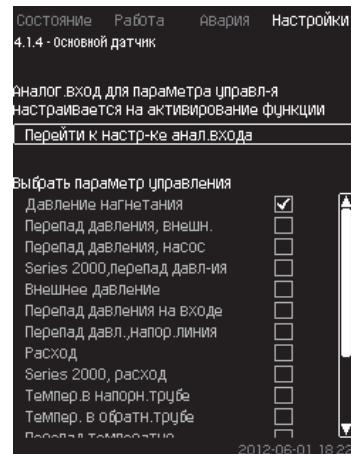 Состояние Работа Авария Настройки
4.1.4 - Основной датчик
Аналог.вход для параметра управл-я
настраивается на активирование функции
Перейти к настр-ке анал.входа
Выбрать параметр управления
Давление нагнетания
Перепад давления, внешн.
Перепад давления, насос
Series 2000,перепад давл-ия
Внешнее давление
Перепад давления на входе
Перепад давл.,напор.линия
Расход
Series 2000, расход
Темпер.в напорн.трубе
Темпер. в обратн.трубе
2012-06-01 18:22